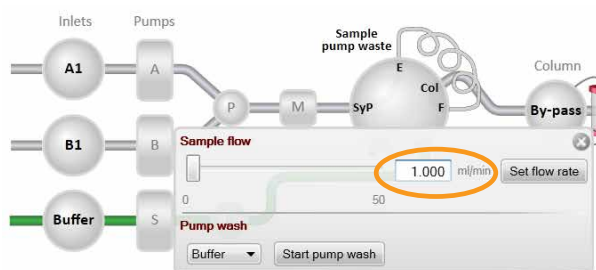 Inlets Pumps
Sample
pump waste
Column
A1 A
E
Col
F
P M SyP
By-pass
B1 B
Sample flow
1.000 ml/min Set flow rate
0 50
Buffer S
Pump wash
Buffer Start pump wash